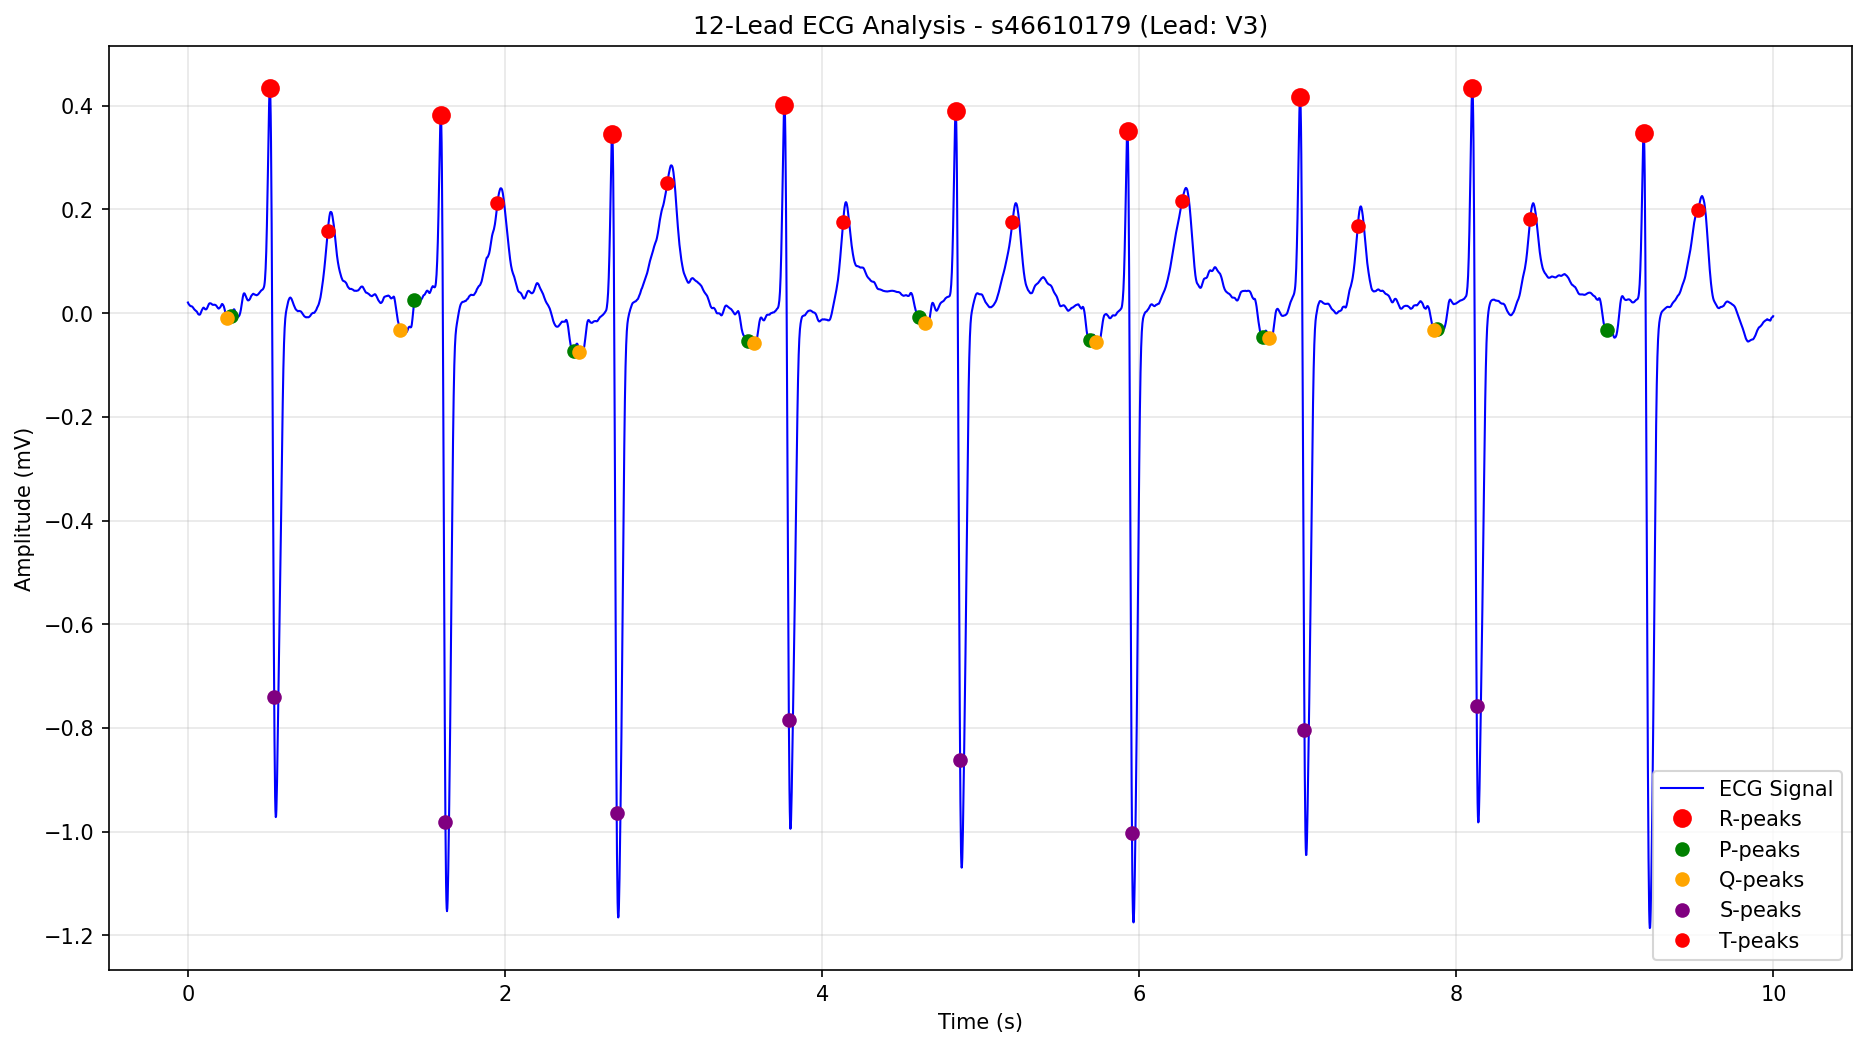 12-Lead ECG Analysis - s46610179 (Lead: V3)
Amplitude (mV)
0.4
0.2
0.0
−0.2
−0.4
−0.6
−0.8
−1.0
−1.2
ECG Signal
R-peaks
P-peaks
Q-peaks
S-peaks
T-peaks
0 2 4 6 8 10
Time (s)